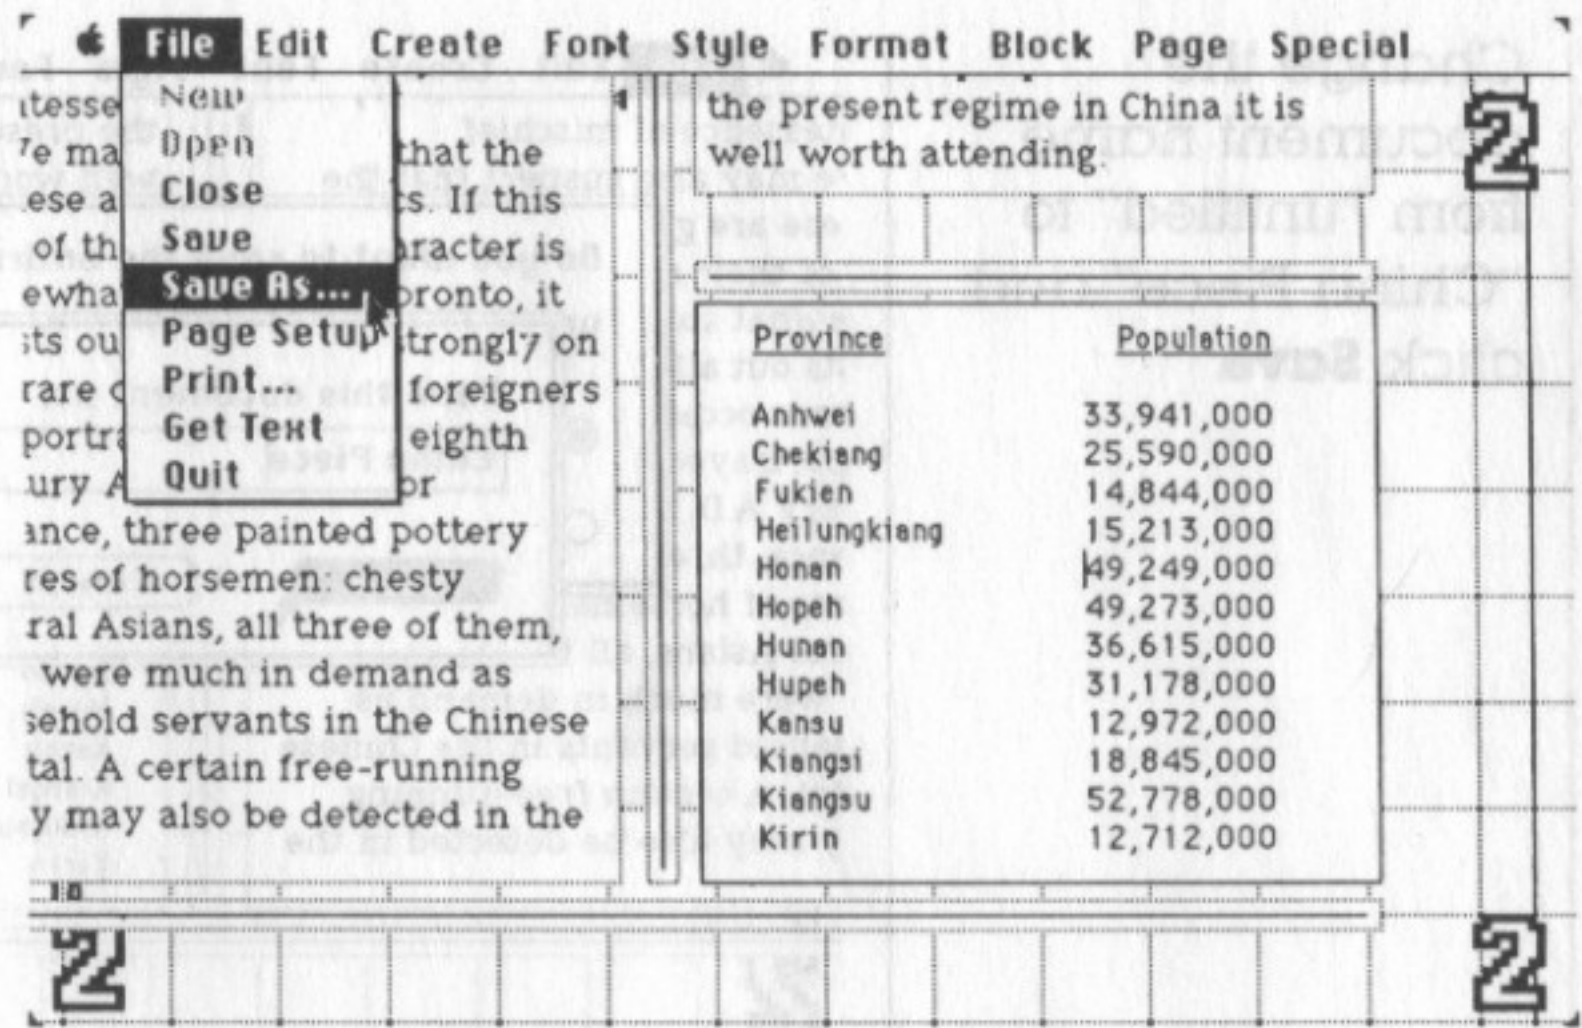 File Edit Create Font Style Format Block Page Special
New
Open
Close
Save
Save As...
Page Setup
Print...
Get Text
Quit
that the
s. If this
of th
aracter is
oronto, it
trongly on
rare
foreigners
eighth
ury A
or
ance, three painted pottery
res of horsemen: chesty
ral Asians, all three of them,
were much in demand as
sehold servants in the Chinese
tal. A certain free-running
y may also be detected in the
the present regime in China it is
well worth attending.
Province Population
Anhwei 33,941,000
Chekiang 25,590,000
Fukien 14,844,000
Heilungkiang 15,213,000
Honan 49,249,000
Hopeh 49,273,000
Hunan 36,615,000
Hupeh 31,178,000
Kansu 12,972,000
Kiangsi 18,845,000
Kiangsu 52,778,000
Kirin 12,712,000
2
2
2